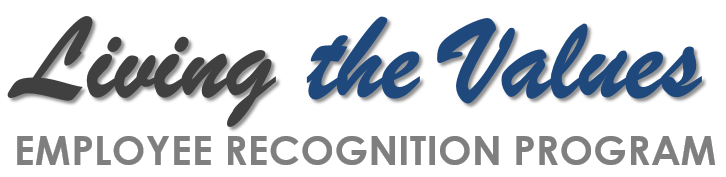 Living the Values
EMPLOYEE RECOGNITION PROGRAM